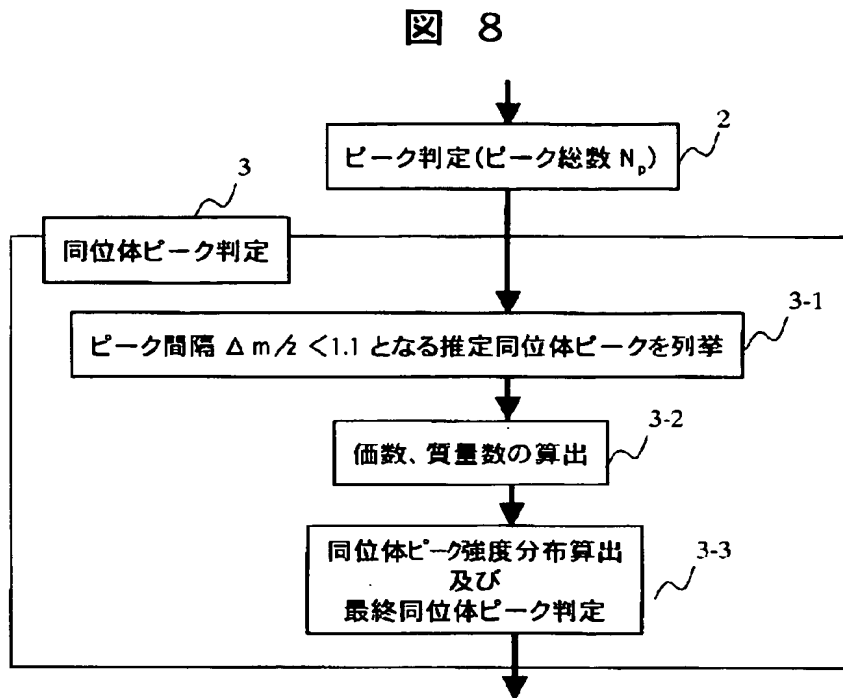 図 8
2
ピーク判定(ピーク総数 Np)
3
同位体ピーク判定
3-1
ピーク間隔 Δm/z <1.1 となる推定同位体ピークを列挙
3-2
価数、質量数の算出
3-3
同位体ピーク強度分布算出
及び
最終同位体ピーク判定